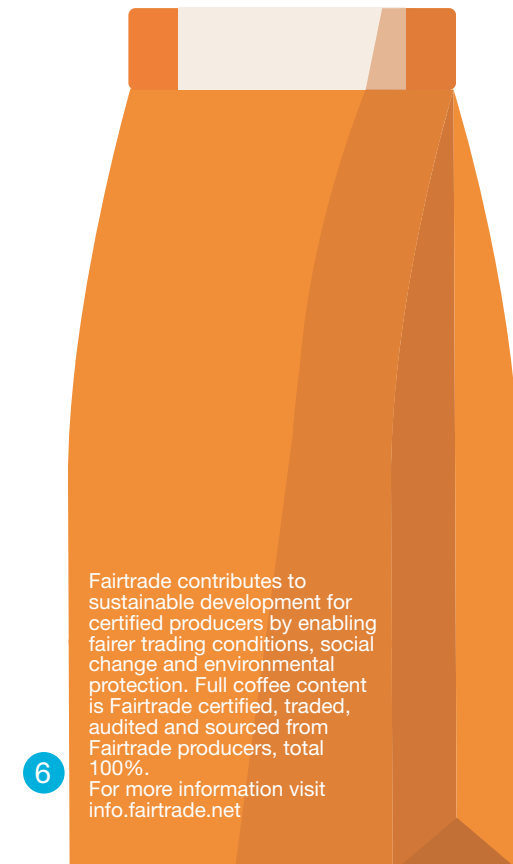 Fairtrade contributes to
sustainable development for
certified producers by enabling
fairer trading conditions, social
change and environmental
protection. Full coffee content
is Fairtrade certified, traded,
audited and sourced from
Fairtrade producers, total
100%.
For more information visit
info.fairtrade.net
6